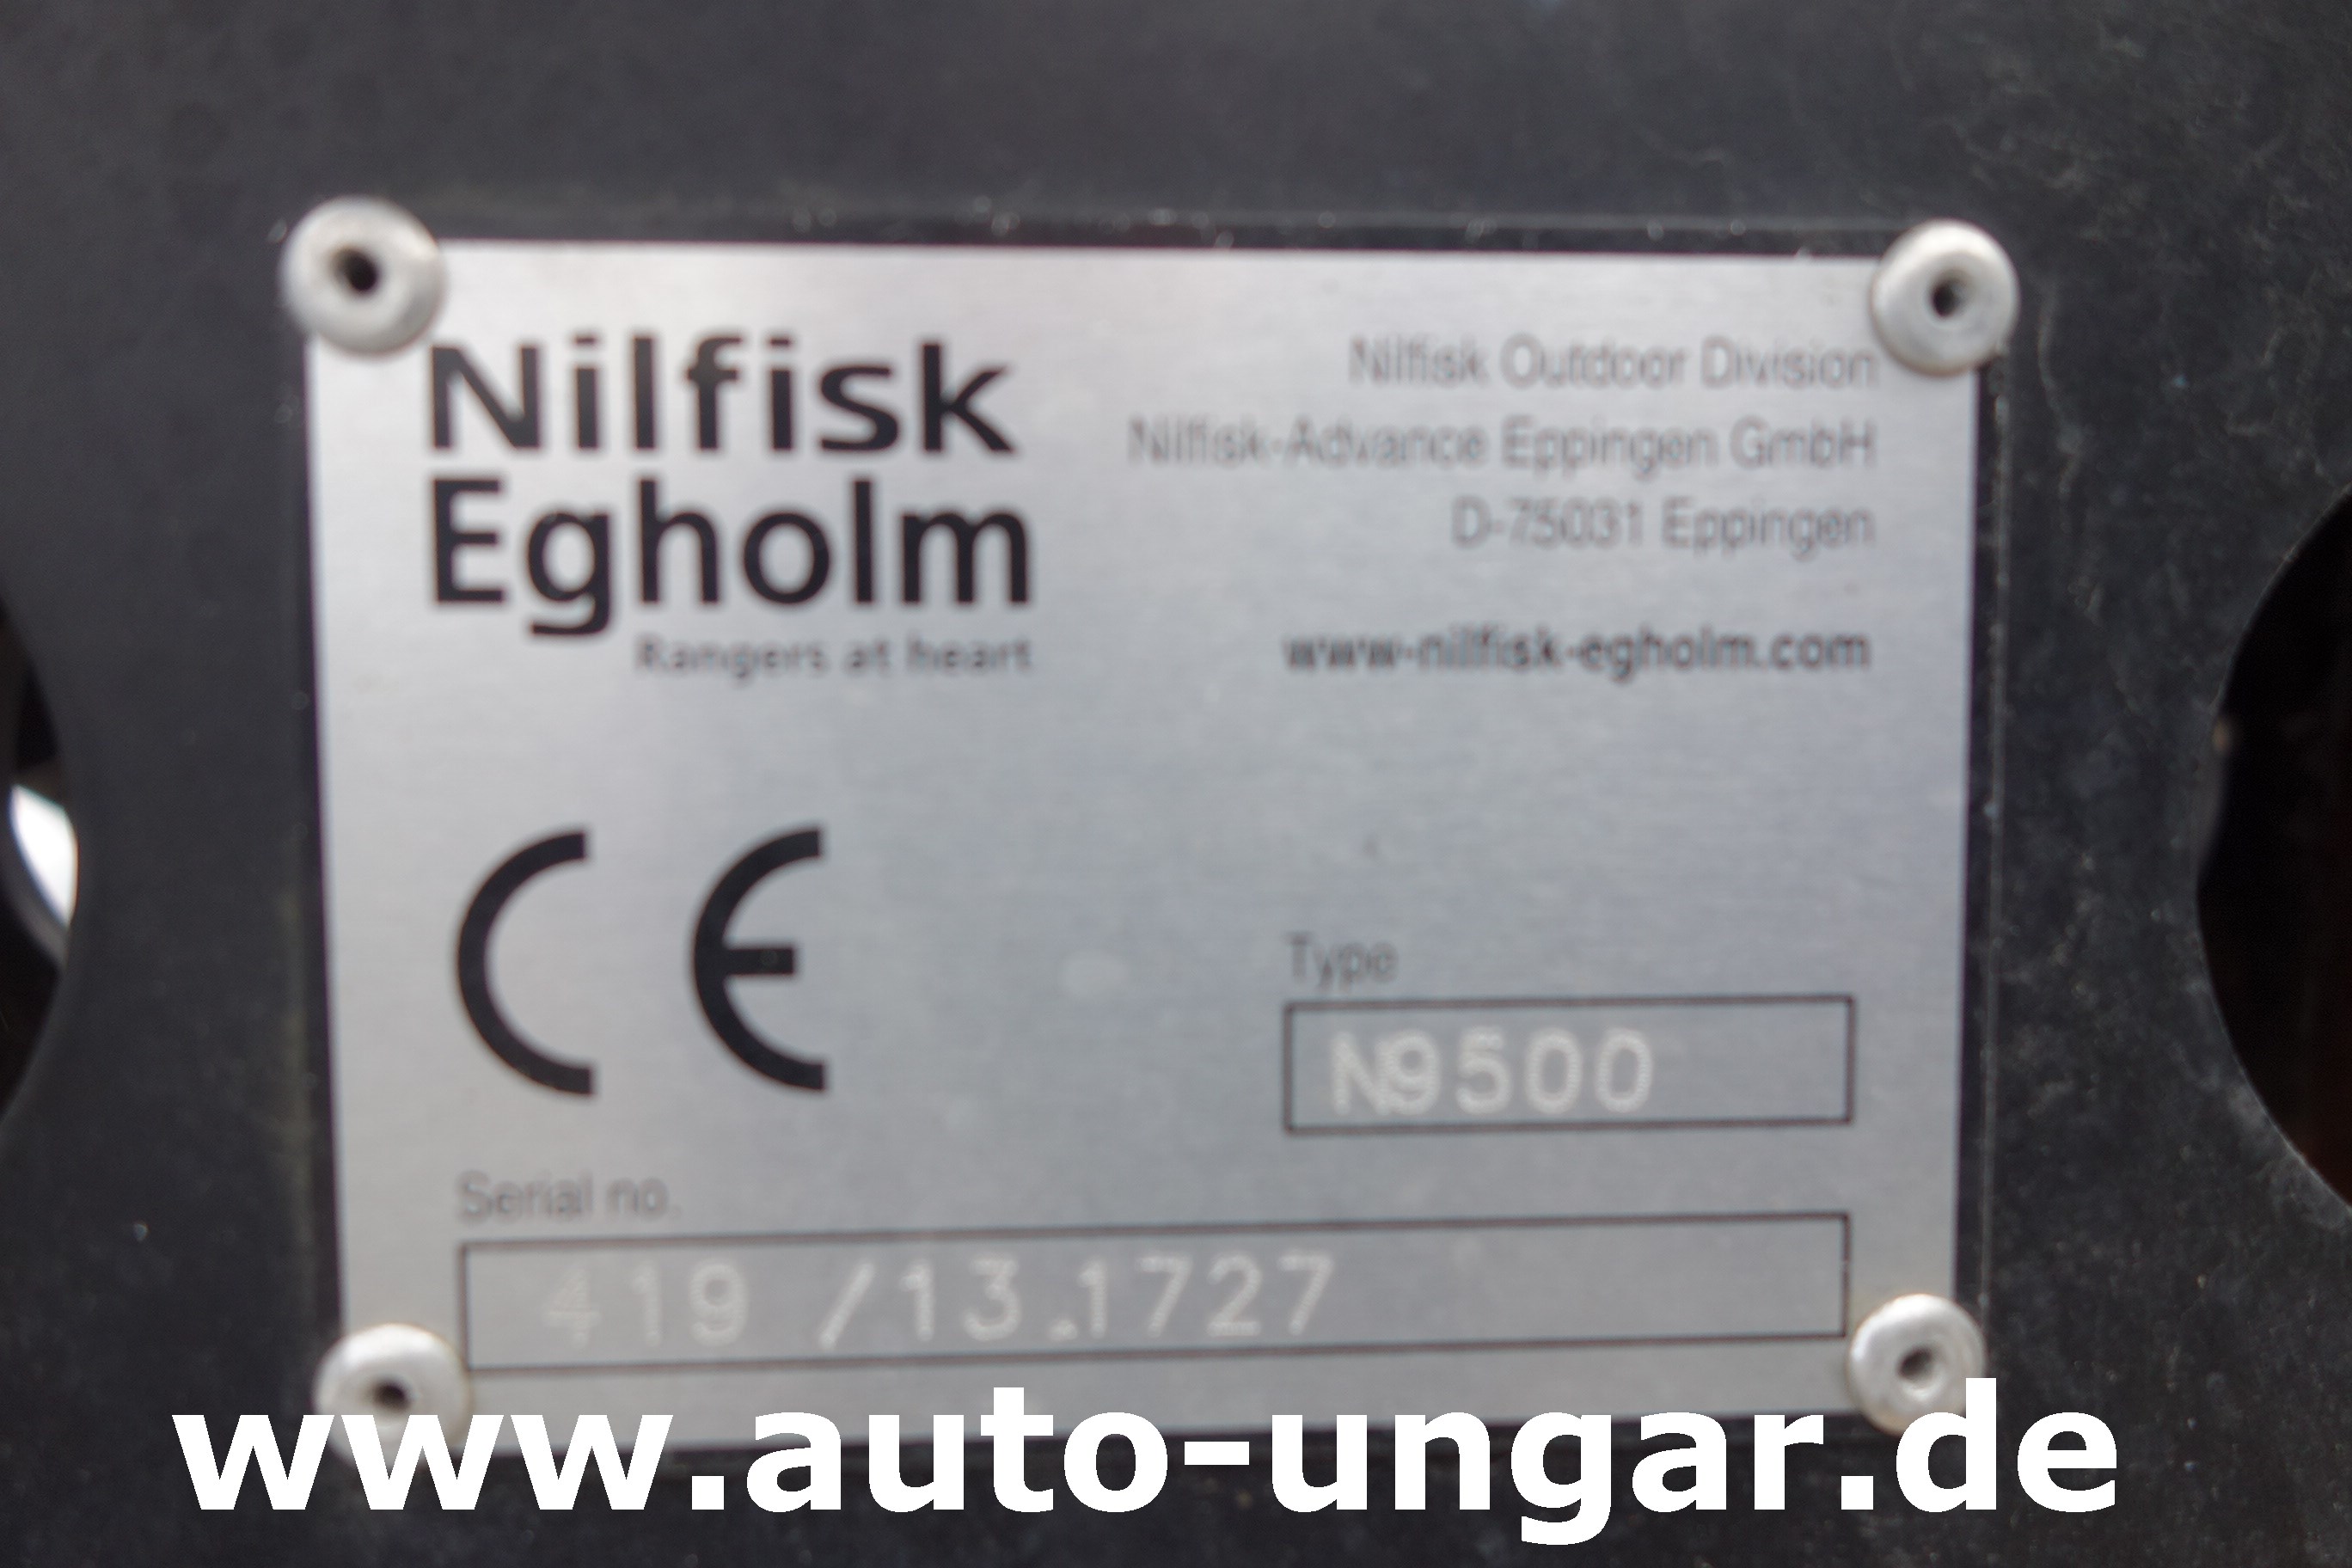 Nilfisk
Egholm
Rangers at heart
Nilfisk Outdoor Division
Nilfisk-Advance Eppingen GmbH
D-75031 Eppingen
www.nilfisk-egholm.com
CE
Type
N9500
Serial no.
419 /13.1727
www.auto-ungar.de